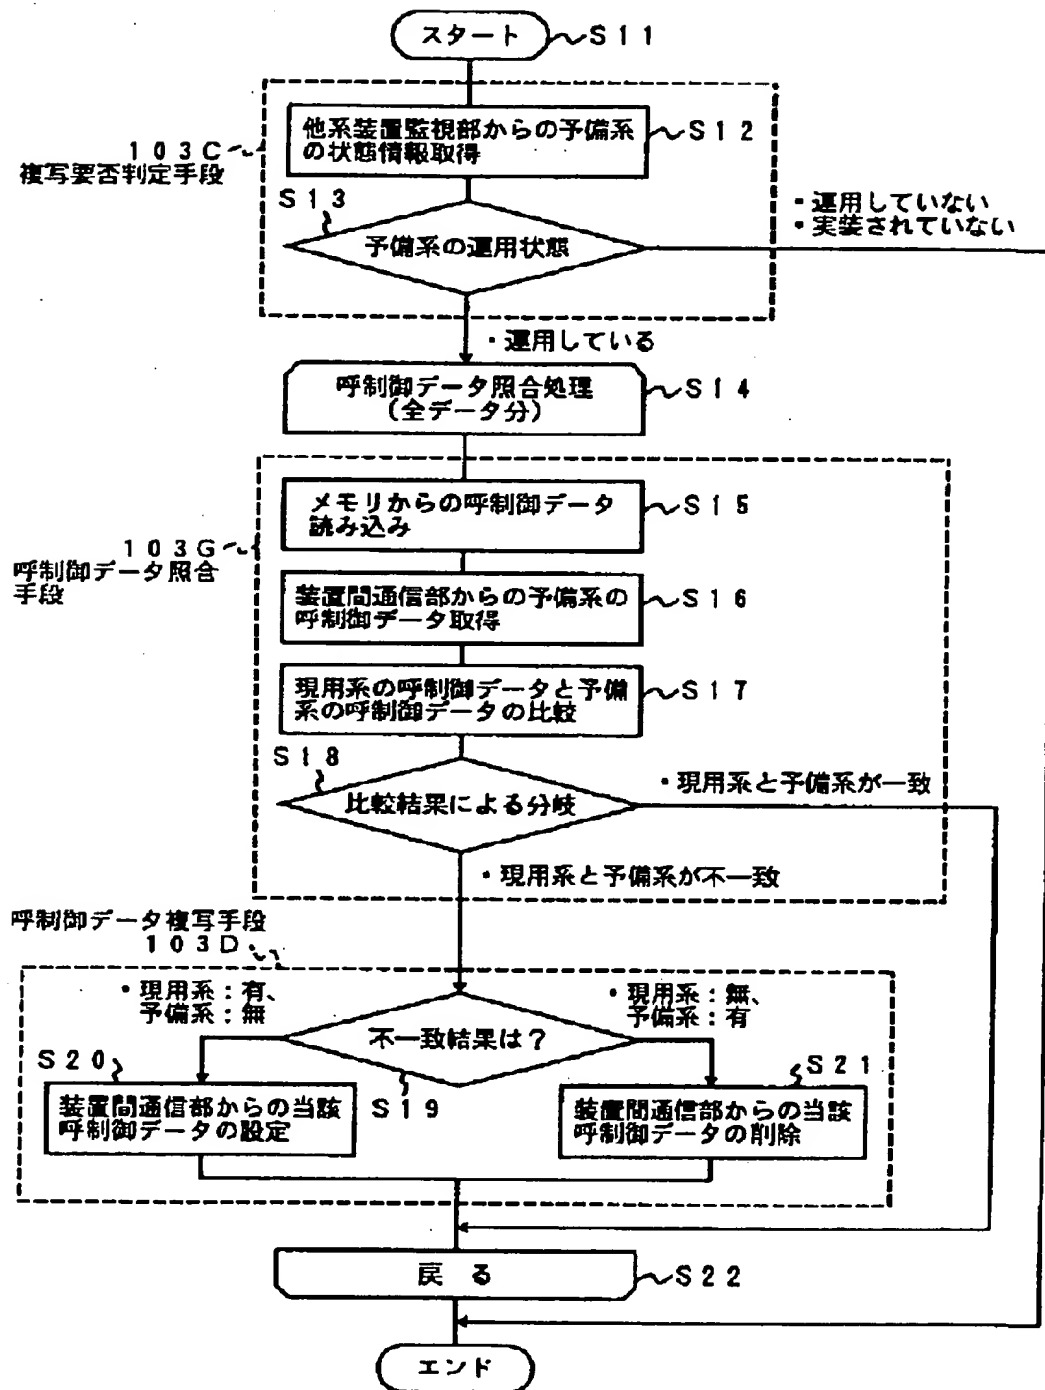 スタート
S11
他系装置監視部からの予備系
の状態情報取得
S12
103C
複写要否判定手段
S13
予備系の運用状態
・運用していない
・実装されていない
・運用している
呼制御データ照合処理
(全データ分)
S14
メモリからの呼制御データ
読み込み
S15
103G
呼制御データ照合
手段
装置間通信部からの予備系の
呼制御データ取得
S16
現用系の呼制御データと予備
系の呼制御データの比較
S17
S18
比較結果による分岐
・現用系と予備系が一致
・現用系と予備系が不一致
呼制御データ複写手段
103D
・現用系:有、
予備系:無
・現用系:無、
予備系:有
不一致結果は?
S19
S20
装置間通信部からの当該
呼制御データの設定
S21
装置間通信部からの当該
呼制御データの削除
戻る
S22
エンド